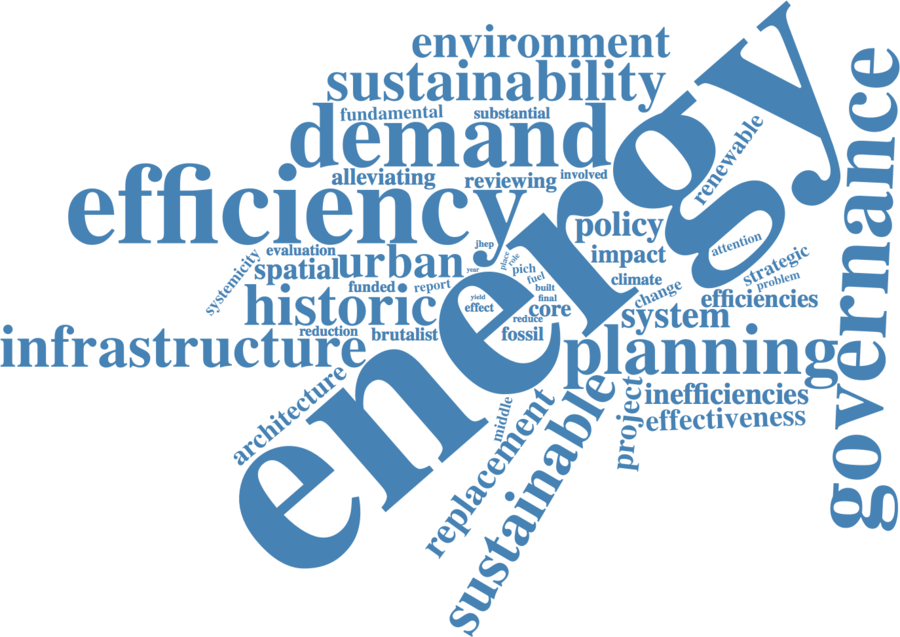 environment
sustainability
fundamental
substantial
demand
energy
governance
renewable
alleviating
reviewing
involved
efficiency
policy
evaluation
jhep
place
role
impact
attention
systemicity
spatial
urban
year
pich
fuel
climate
strategic
problem
funded
report
built
change
efficiencies
historic
yield
effect
final
core
system
reduce
infrastructure
reduction
brutalist
fossil
planning
architecture
middle
replacement
sustainable
project
inefficiencies
effectiveness